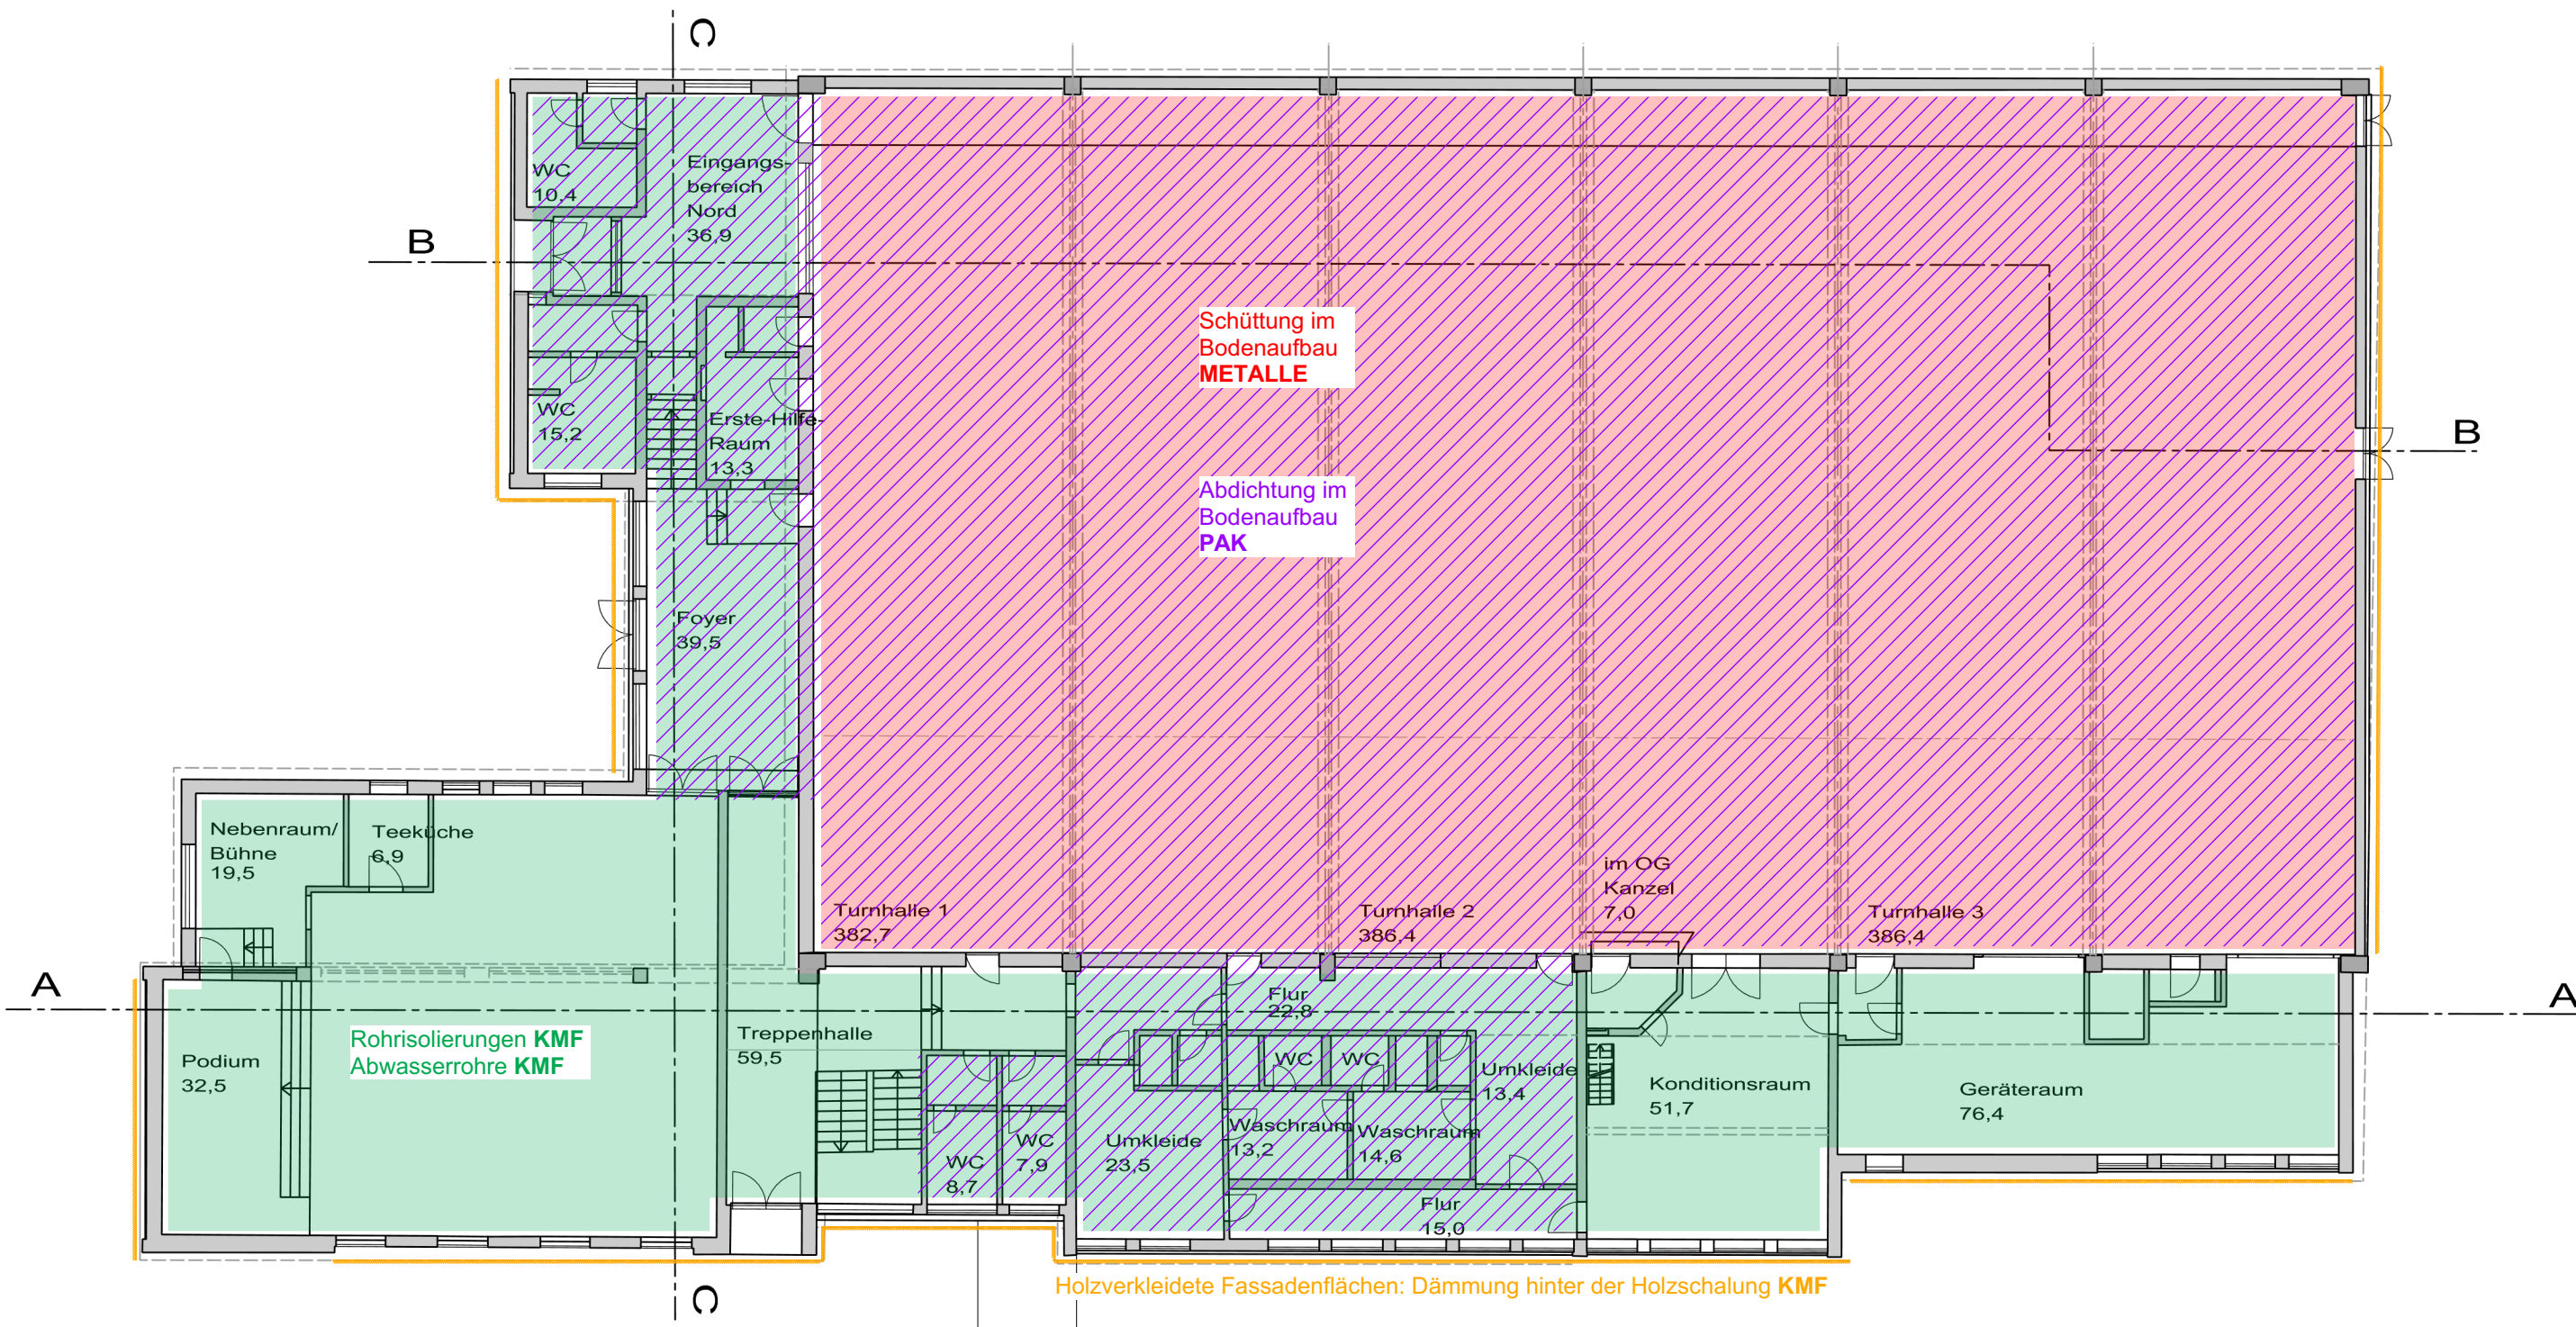 C
WC
10,4
Eingangs-
bereich
Nord
36,9
B
Schüttung im
Bodenaufbau
METALLE
WC
15,2
Erste-Hilfe-
Raum
13,3
B
Abdichtung im
Bodenaufbau
PAK
Foyer
39,5
Nebenraum/
Bühne
19,5
Teeküche
6,9
im OG
Kanzel
7,0
Turnhalle 1
382,7
Turnhalle 2
386,4
Turnhalle 3
386,4
A
A
Flur
22,8
Rohrisolierungen KMF
Abwasserrohre KMF
Podium
32,5
Treppenhalle
59,5
WC
WC
Umkleide
13,4
Konditionsraum
51,7
Geräteraum
76,4
WC
8,7
WC
7,9
Umkleide
23,5
Waschraum
13,2
Waschraum
14,6
Flur
15,0
Holzverkleidete Fassadenflächen: Dämmung hinter der Holzschalung KMF
C